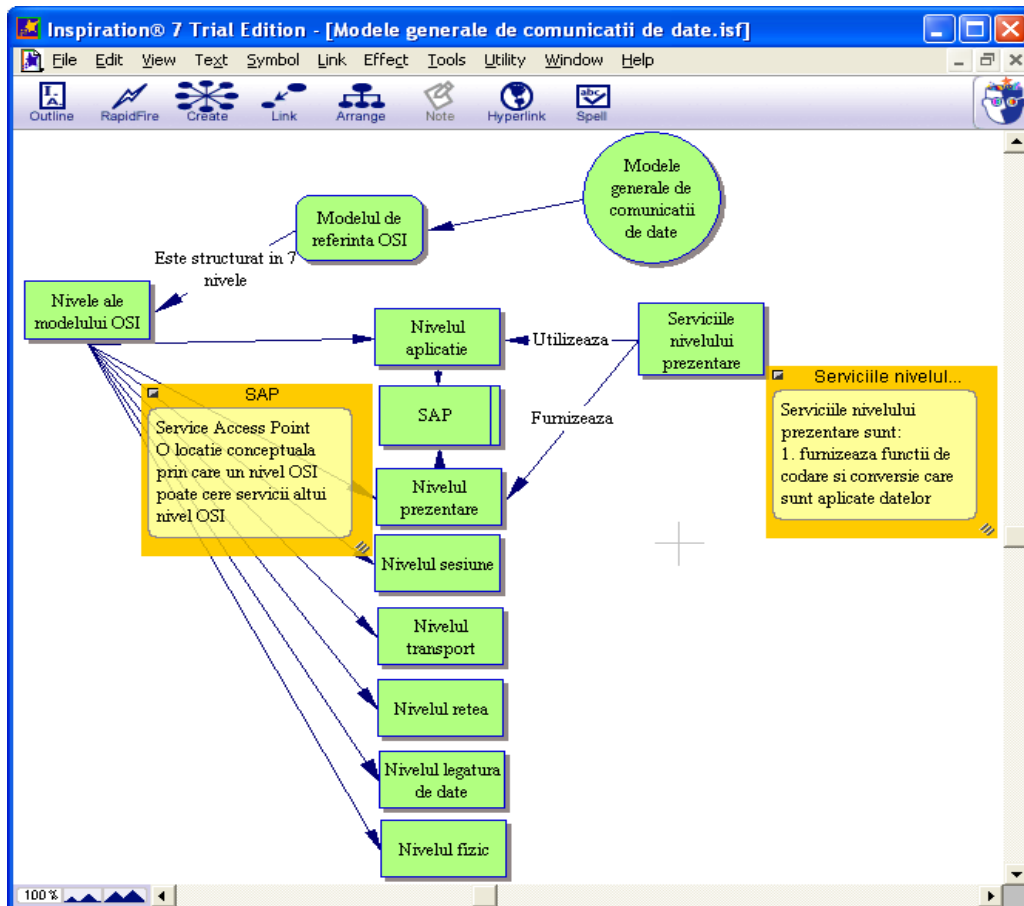 Inspiration® 7 Trial Edition - [Modele generale de comunicatii de date.isf]
File Edit View Text Symbol Link Effect Tools Utility Window Help
I.
A.
abc
Outline RapidFire Create Link Arrange Note Hyperlink Spell
Modele
generale de
comunicatii
de date
Modelul de
referinta OSI
Este structurat in 7
nivele
Nivele ale
modelului OSI
Nivelul
aplicatie
Utilizeaza
Serviciile
nivelului
prezentare
SAP
Service Access Point
O locatie conceptuala
prin care un nivel OSI
poate cere servicii altui
nivel OSI
SAP
Furnizeaza
Serviciile nivelul...
Serviciile nivelului
prezentare sunt:
1. furnizeaza functii de
codare si conversie care
sunt aplicate datelor
Nivelul
prezentare
Nivelul sesiune
Nivelul
transport
Nivelul retea
Nivelul legatura
de date
Nivelul fizic
100%